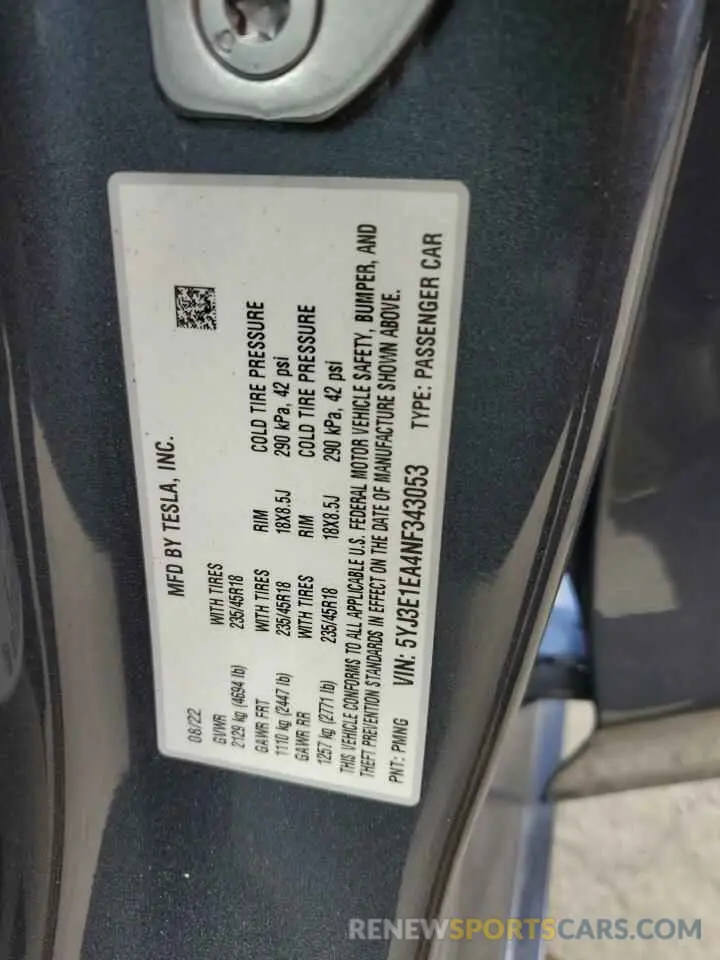 MFD BY TESLA, INC.
08/22
GVWR WITH TIRES
2129 kg (4694 lb) 235/45R18
GAWR FRT WITH TIRES RIM COLD TIRE PRESSURE
1110 kg (2447 lb) 235/45R18 18X8.5J 290 kPa, 42 psi
GAWR RR WITH TIRES RIM COLD TIRE PRESSURE
1257 kg (2771 lb) 235/45R18 18X8.5J 290 kPa, 42 psi
THIS VEHICLE CONFORMS TO ALL APPLICABLE U.S. FEDERAL MOTOR VEHICLE SAFETY, BUMPER, AND
THEFT PREVENTION STANDARDS IN EFFECT ON THE DATE OF MANUFACTURE SHOWN ABOVE.
PNT: PMNG VIN: 5YJ3E1EA4NF343053 TYPE: PASSENGER CAR
RENEWSPORTSCARS.COM